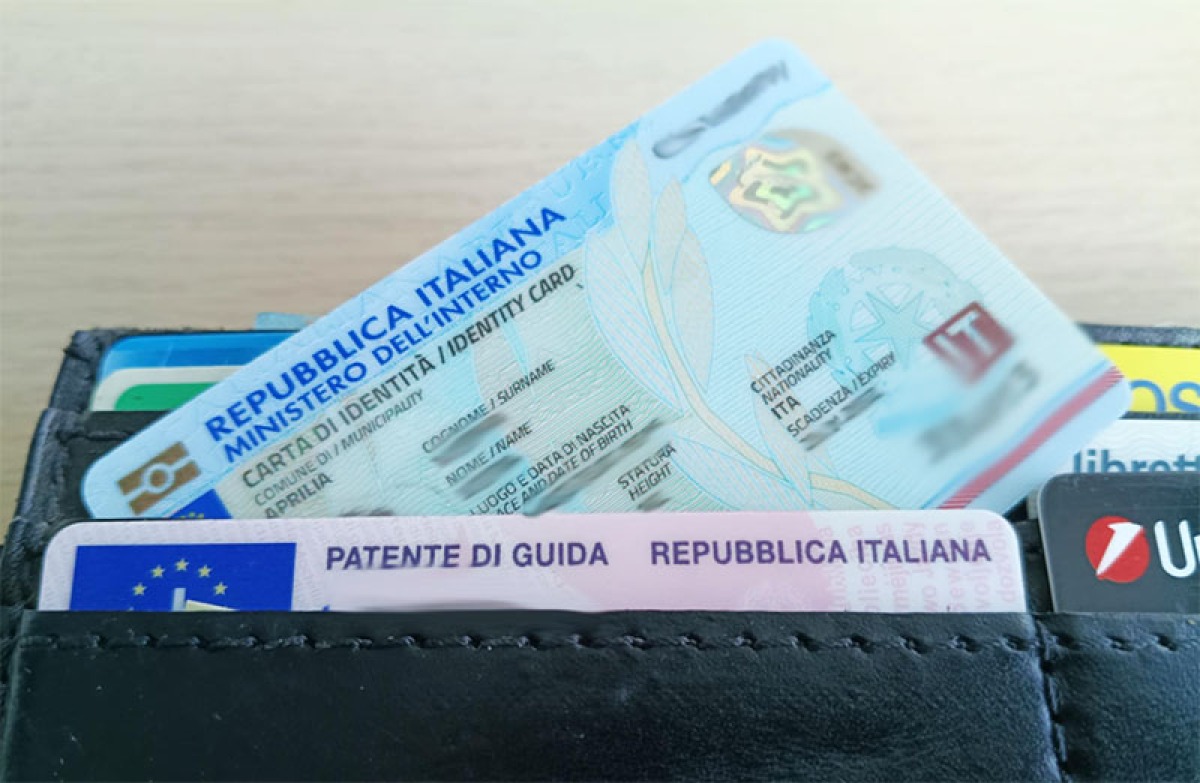 REPUBBLICA ITALIANA
MINISTERO DELL'INTERNO
CARTA DI IDENTITÀ / IDENTITY CARD
COMUNE DI / MUNICIPALITY
APRILIA
COGNOME / SURNAME
NOME / NAME
LUOGO E DATA DI NASCITA
PLACE AND DATE OF BIRTH
STATURA
HEIGHT
CITTADINANZA
NATIONALITY
ITA
SCADENZA / EXPIRY
IT
PATENTE DI GUIDA REPUBBLICA ITALIANA